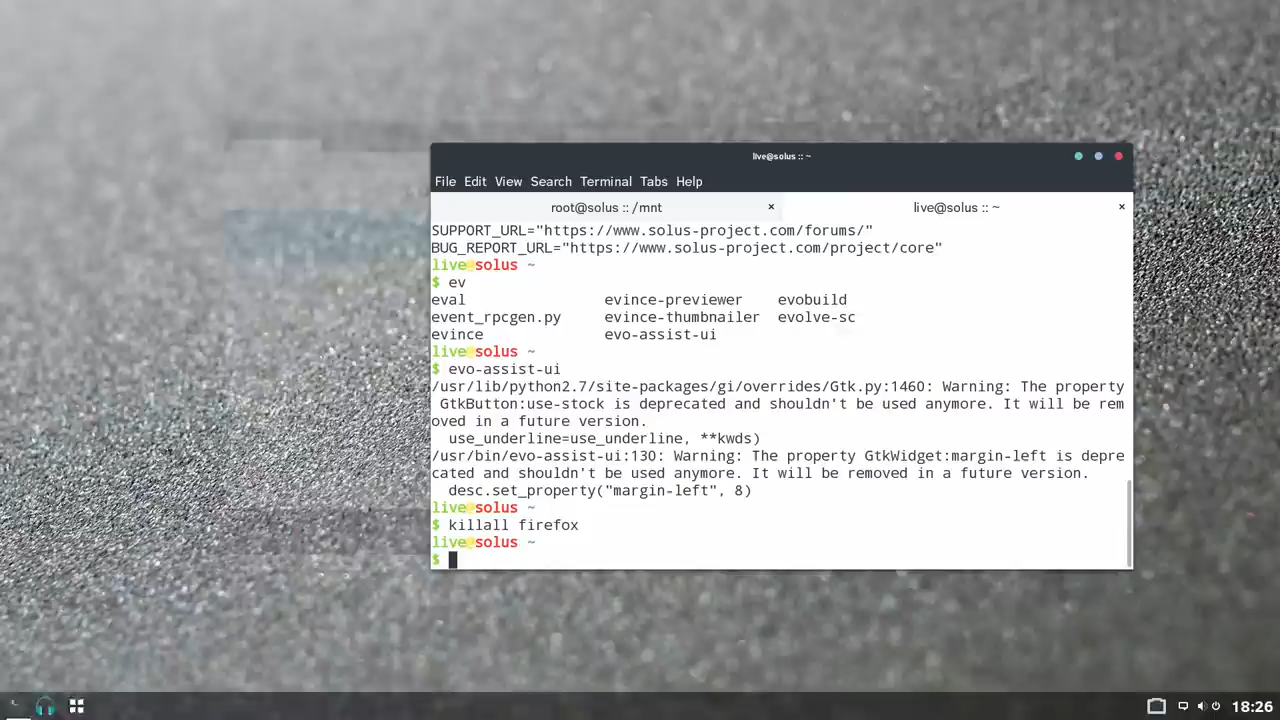 live@solus :: ~
File Edit View Search Terminal Tabs Help
root@solus :: /mnt × live@solus :: ~ ×
SUPPORT_URL="https://www.solus-project.com/forums/"
BUG_REPORT_URL="https://www.solus-project.com/project/core"
live@solus ~
$ ev
eval evince-previewer evobuild
event_rpcgen.py evince-thumbnailer evolve-sc
evince evo-assist-ui
live@solus ~
$ evo-assist-ui
/usr/lib/python2.7/site-packages/gi/overrides/Gtk.py:1460: Warning: The property
GtkButton:use-stock is deprecated and shouldn't be used anymore. It will be rem
oved in a future version.
use_underline=use_underline, **kwds)
/usr/bin/evo-assist-ui:130: Warning: The property GtkWidget:margin-left is depre
cated and shouldn't be used anymore. It will be removed in a future version.
desc.set_property("margin-left", 8)
live@solus ~
$ killall firefox
live@solus ~
$
18:26